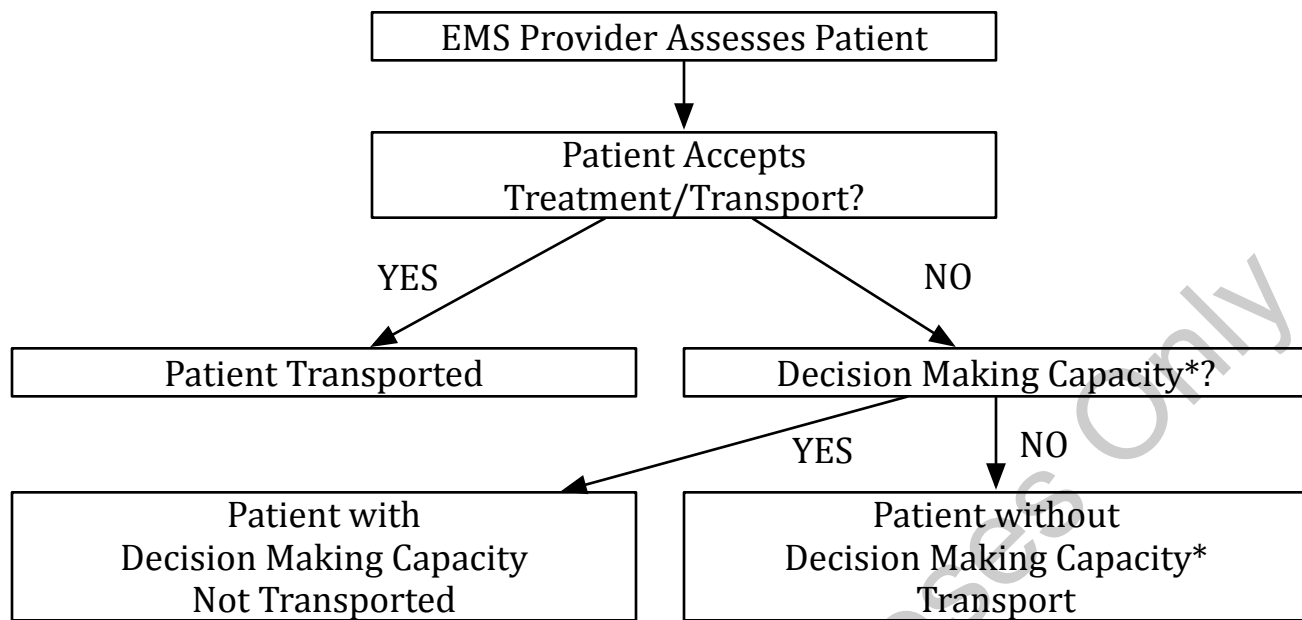 EMS Provider Assesses Patient
Patient Accepts
Treatment/Transport?
YES
NO
Patient Transported
Decision Making Capacity*?
YES
NO
Patient with
Decision Making Capacity
Not Transported
Patient without
Decision Making Capacity*
Transport
Only